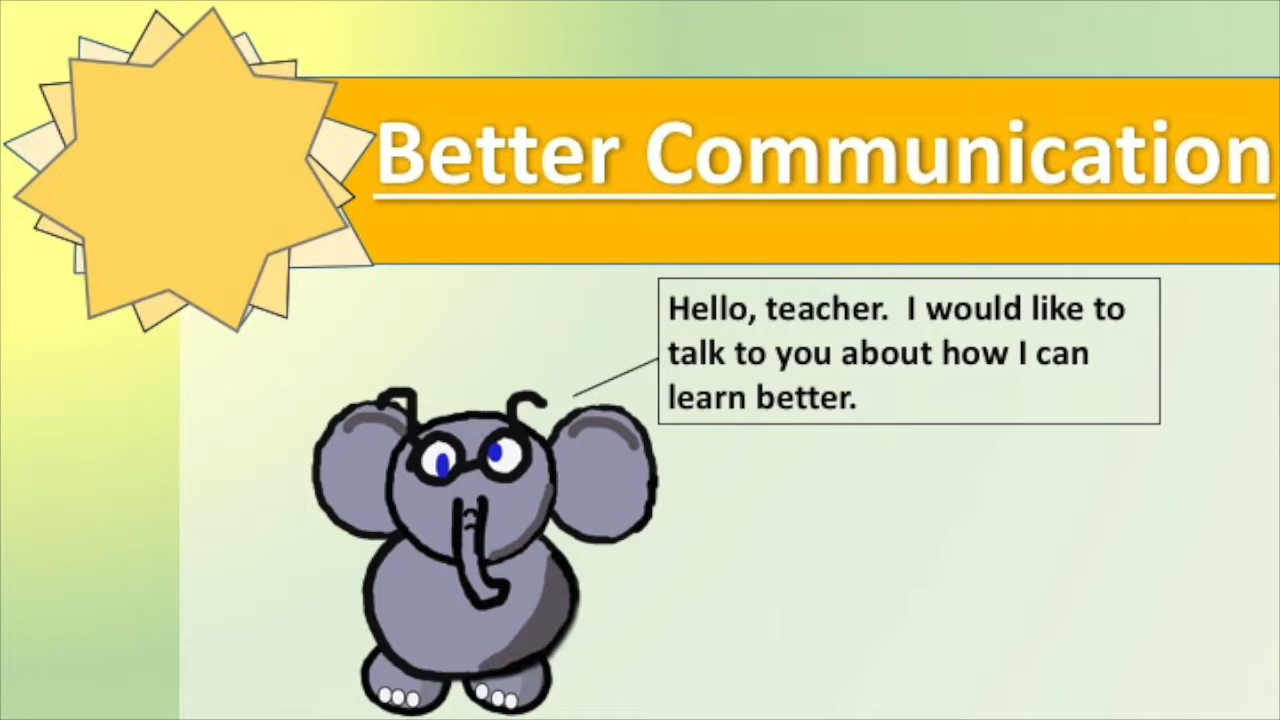 Better Communication
Hello, teacher.  I would like to
talk to you about how I can
learn better.